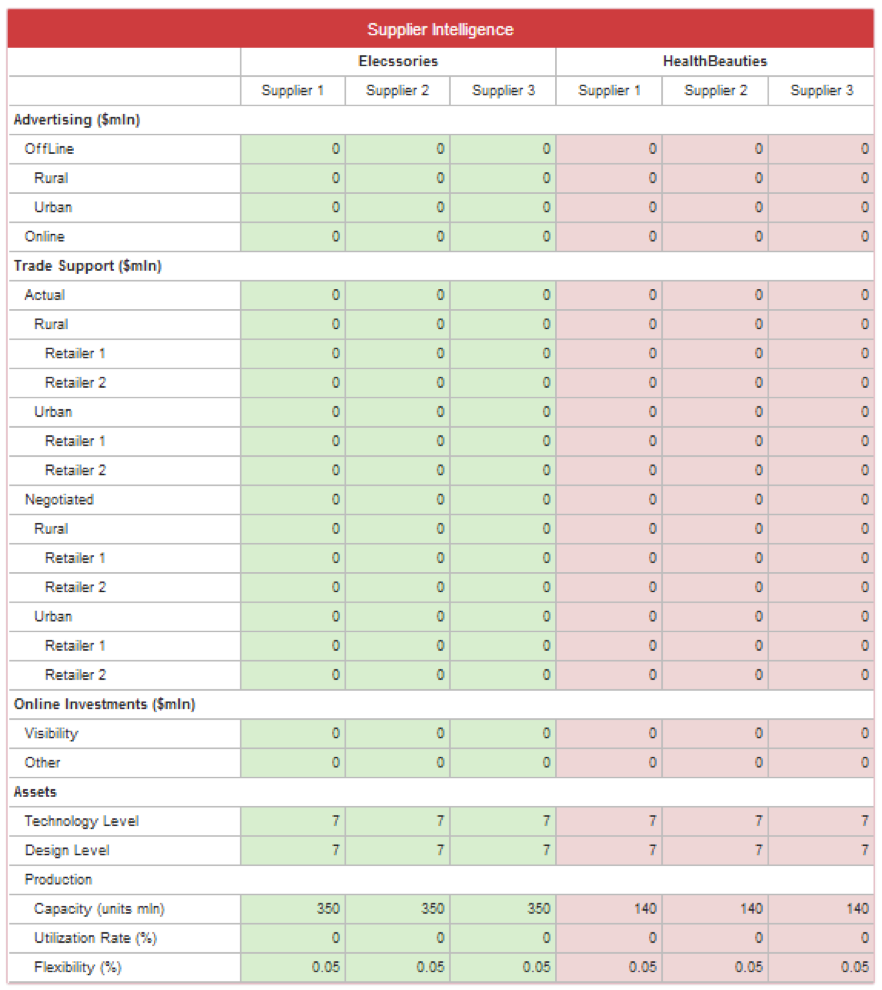 Supplier Intelligence
Elecssories HealthBeauties
Supplier 1 Supplier 2 Supplier 3 Supplier 1 Supplier 2 Supplier 3
Advertising ($mln)
OffLine 0 0 0 0 0 0
Rural 0 0 0 0 0 0
Urban 0 0 0 0 0 0
Online 0 0 0 0 0 0
Trade Support ($mln)
Actual 0 0 0 0 0 0
Rural 0 0 0 0 0 0
Retailer 1 0 0 0 0 0 0
Retailer 2 0 0 0 0 0 0
Urban 0 0 0 0 0 0
Retailer 1 0 0 0 0 0 0
Retailer 2 0 0 0 0 0 0
Negotiated 0 0 0 0 0 0
Rural 0 0 0 0 0 0
Retailer 1 0 0 0 0 0 0
Retailer 2 0 0 0 0 0 0
Urban 0 0 0 0 0 0
Retailer 1 0 0 0 0 0 0
Retailer 2 0 0 0 0 0 0
Online Investments ($mln)
Visibility 0 0 0 0 0 0
Other 0 0 0 0 0 0
Assets
Technology Level 7 7 7 7 7 7
Design Level 7 7 7 7 7 7
Production
Capacity (units mln) 350 350 350 140 140 140
Utilization Rate (%) 0 0 0 0 0 0
Flexibility (%) 0.05 0.05 0.05 0.05 0.05 0.05